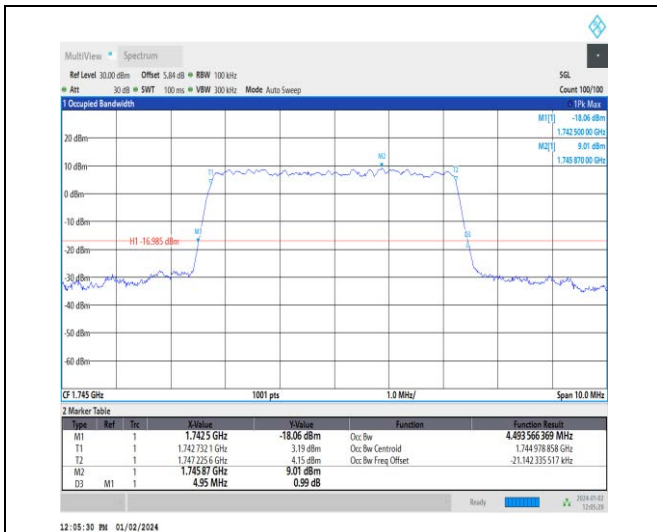 MultiView Spectrum
Ref Level 30.00 dBm Offset 5.84 dB RBW 100 kHz SGL
Att 30 dB SWT 100 ms VBW 300 kHz Mode Auto Sweep Count 100/100
1 Occupied Bandwidth 1Pk Max
M1[1] -18.06 dBm
1.742 500 00 GHz
M2[1] 9.01 dBm
1.745 870 00 GHz
20 dBm
M2
10 dBm
T1 T2
0 dBm
-10 dBm
M1 D3
H1 -16.985 dBm
-20 dBm
-30 dBm
-40 dBm
-50 dBm
-60 dBm
CF 1.745 GHz 1001 pts 1.0 MHz/ Span 10.0 MHz
2 Marker Table
Type Ref Trc X-Value Y-Value Function Function Result
M1 1 1.7425 GHz -18.06 dBm Occ Bw 4.493 566 369 MHz
T1 1 1.742 732 1 GHz 3.19 dBm Occ Bw Centroid 1.744 978 858 GHz
T2 1 1.747 225 6 GHz 4.15 dBm Occ Bw Freq Offset -21.142 335 517 kHz
M2 1 1.745 87 GHz 9.01 dBm
D3 M1 1 4.95 MHz 0.99 dB
Ready 2024-01-02
12:05:29
12:05:30 PM 01/02/2024